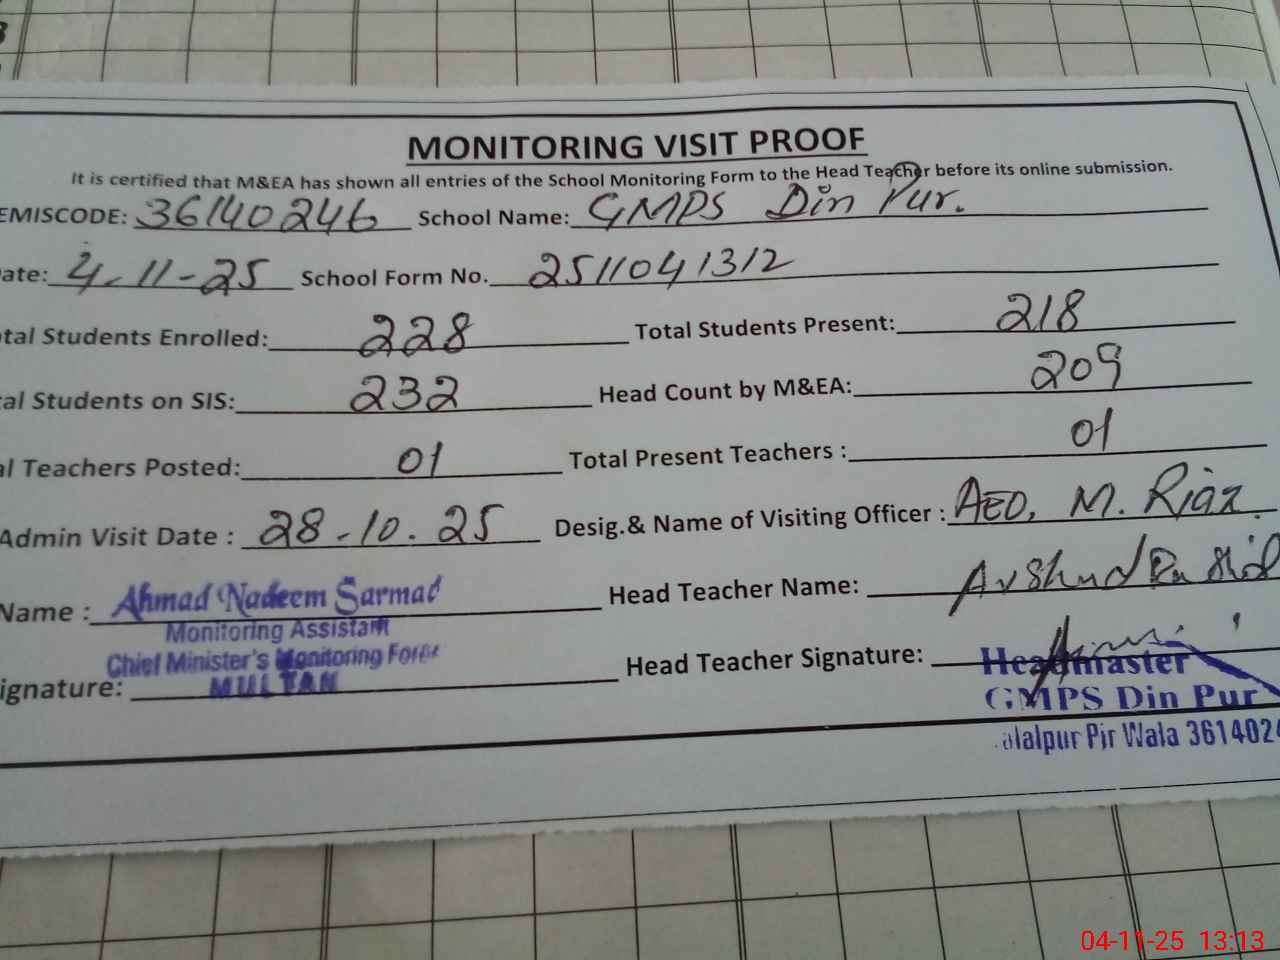 MONITORING VISIT PROOF
It is certified that M&EA has shown all entries of the School Monitoring Form to the Head Teacher before its online submission.
EMISCODE: 36140246 School Name: GMPS Din Pur.
ate: 4-11-25 School Form No. 2511041312
tal Students Enrolled: 228 Total Students Present: 218
al Students on SIS: 232 Head Count by M&EA: 209
al Teachers Posted: 01 Total Present Teachers : 01
Admin Visit Date : 28.10.25 Desig.& Name of Visiting Officer : AEO, M. Riaz
Name : Ahmad Nadeem Sarmad Head Teacher Name: Arshad
Monitoring Assistant
Chief Minister's Monitoring Force
ignature: MULTAN Head Teacher Signature:
Headmaster
GMPS Din Pur
alalpur Pir Wala 3614024
04-11-25 13:13